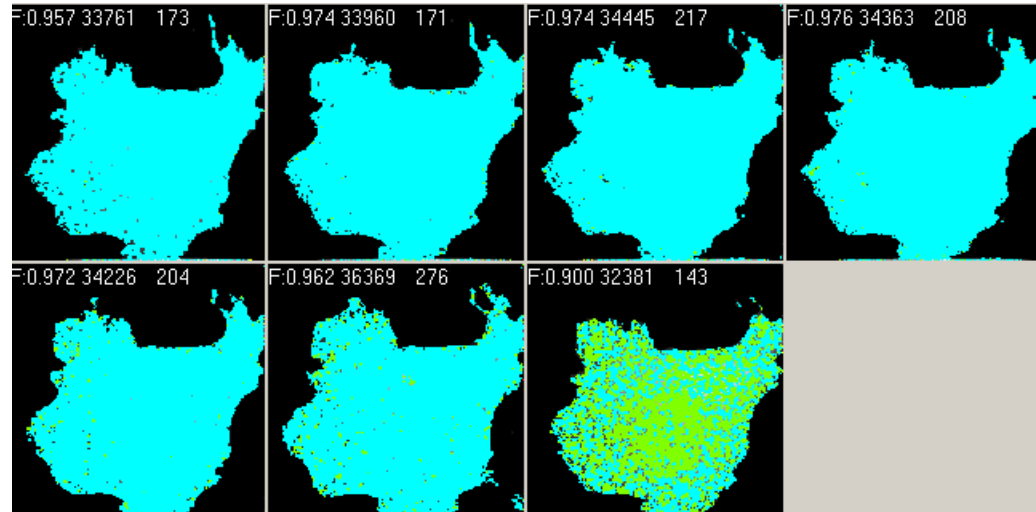 F:0.957 33761 173
F:0.974 33960 171
F:0.974 34445 217
F:0.976 34363 208
F:0.972 34226 204
F:0.962 36369 276
F:0.900 32381 143